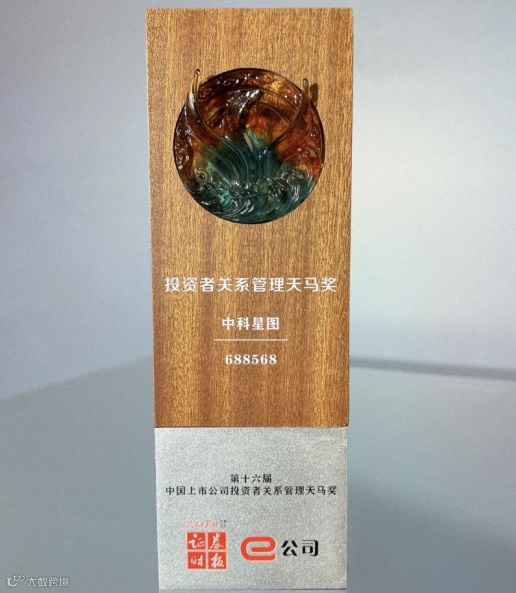 投资者关系管理天马奖
中科星图
688568
第十六届
中国上市公司投资者关系管理天马奖
证券时报
e公司
大数跨境